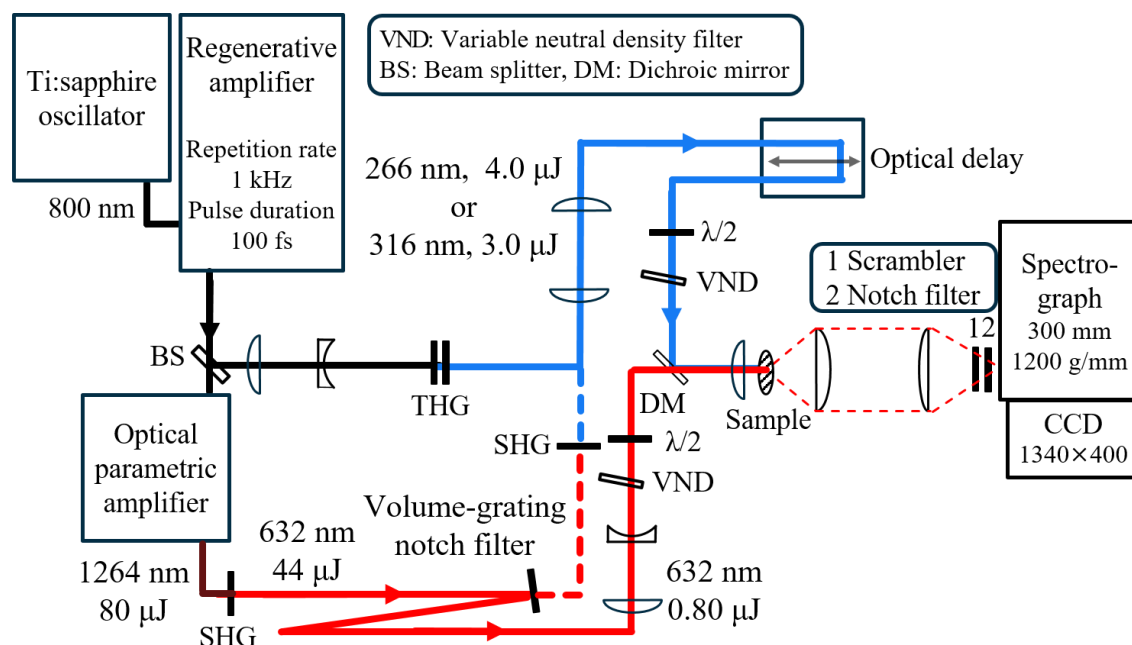 Ti:sapphire
oscillator
800 nm
Regenerative
amplifier
Repetition rate
1 kHz
Pulse duration
100 fs
VND: Variable neutral density filter
BS: Beam splitter, DM: Dichroic mirror
266 nm, 4.0 μJ
or
316 nm, 3.0 μJ
Optical delay
λ/2
VND
1 Scrambler
2 Notch filter
Spectro-
graph
300 mm
1200 g/mm
12
BS
THG
DM
Sample
CCD
1340×400
Optical
parametric
amplifier
SHG
λ/2
VND
Volume-grating
notch filter
1264 nm
80 μJ
SHG
632 nm
44 μJ
632 nm
0.80 μJ